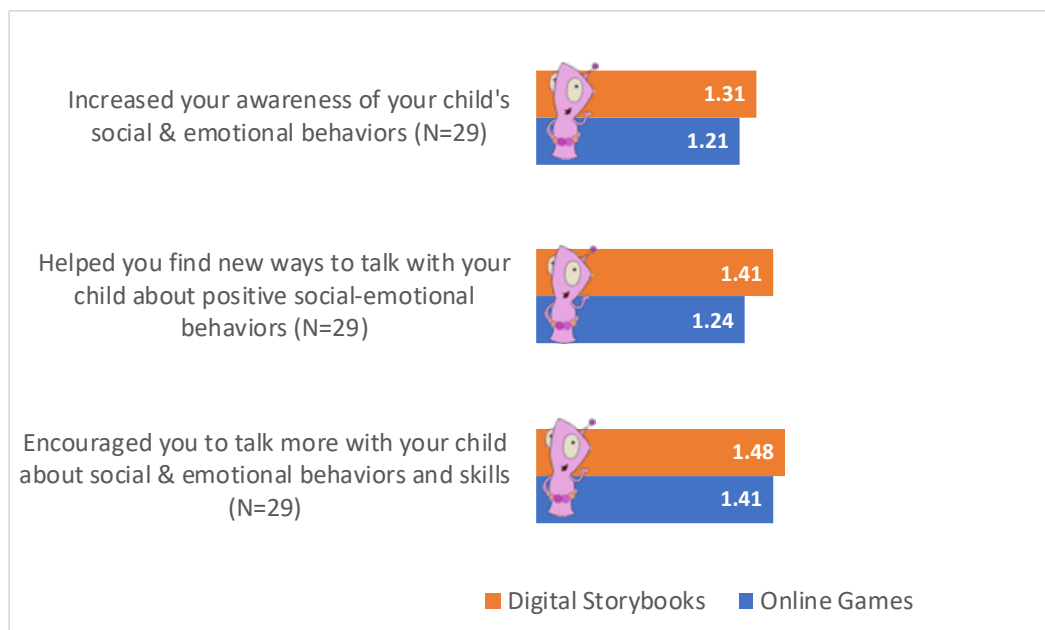 Increased your awareness of your child's
social & emotional behaviors (N=29)
1.31
1.21
Helped you find new ways to talk with your
child about positive social-emotional
behaviors (N=29)
1.41
1.24
Encouraged you to talk more with your child
about social & emotional behaviors and skills
(N=29)
1.48
1.41
Digital Storybooks
Online Games